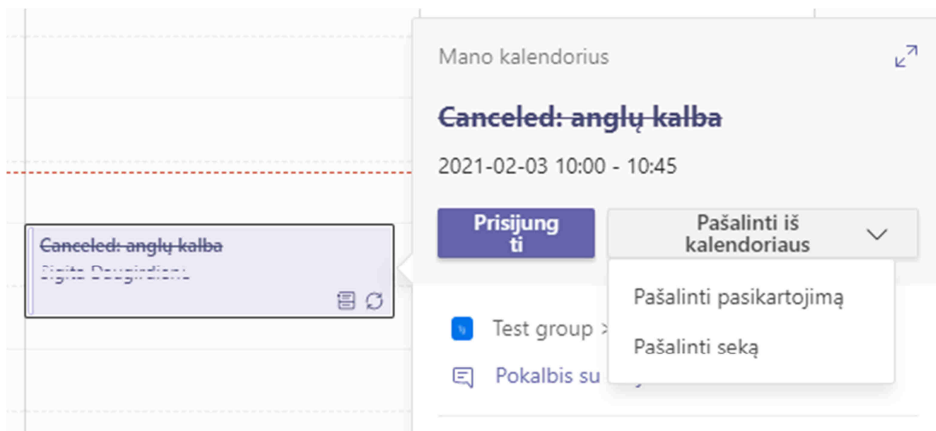 Mano kalendorius
Canceled: anglų kalba
2021-02-03 10:00 - 10:45
Prisijung
ti
Pašalinti iš
kalendoriaus
Pašalinti pasikartojimą
Pašalinti seką
Test group >
Pokalbis su
Canceled: anglų kalba